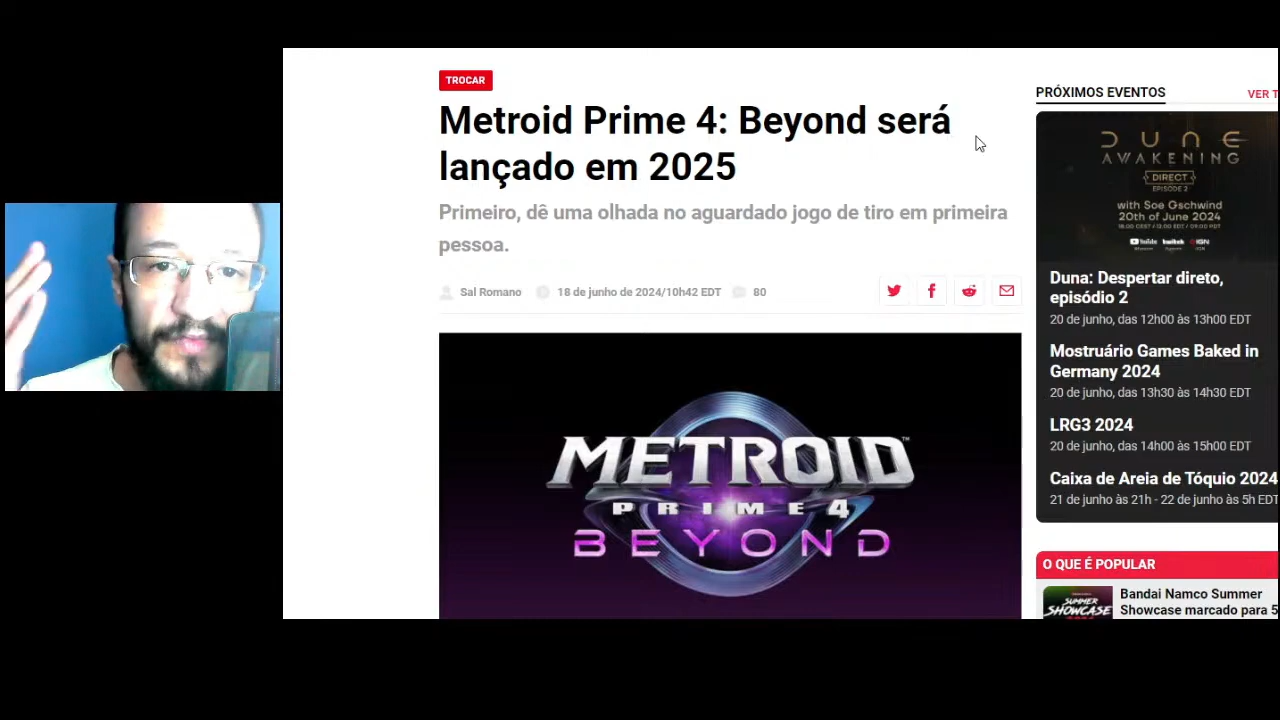 TROCAR
Metroid Prime 4: Beyond será
lançado em 2025
Primeiro, dê uma olhada no aguardado jogo de tiro em primeira
pessoa.
Sal Romano 18 de junho de 2024/10h42 EDT 80
METROID™
PRIME 4
BEYOND
PRÓXIMOS EVENTOS VER T
DUNE
AWAKENING
DIRECT
EPISODE 2
with Soe Gschwind
20th of June 2024
YouTube twitch IGN
Duna: Despertar direto,
episódio 2
20 de junho, das 12h00 às 13h00 EDT
Mostruário Games Baked in
Germany 2024
20 de junho, das 13h30 às 14h30 EDT
LRG3 2024
20 de junho, das 14h00 às 15h00 EDT
Caixa de Areia de Tóquio 2024
21 de junho às 21h - 22 de junho às 5h EDT
O QUE É POPULAR
SUMMER
SHOWCASE
Bandai Namco Summer
Showcase marcado para 5